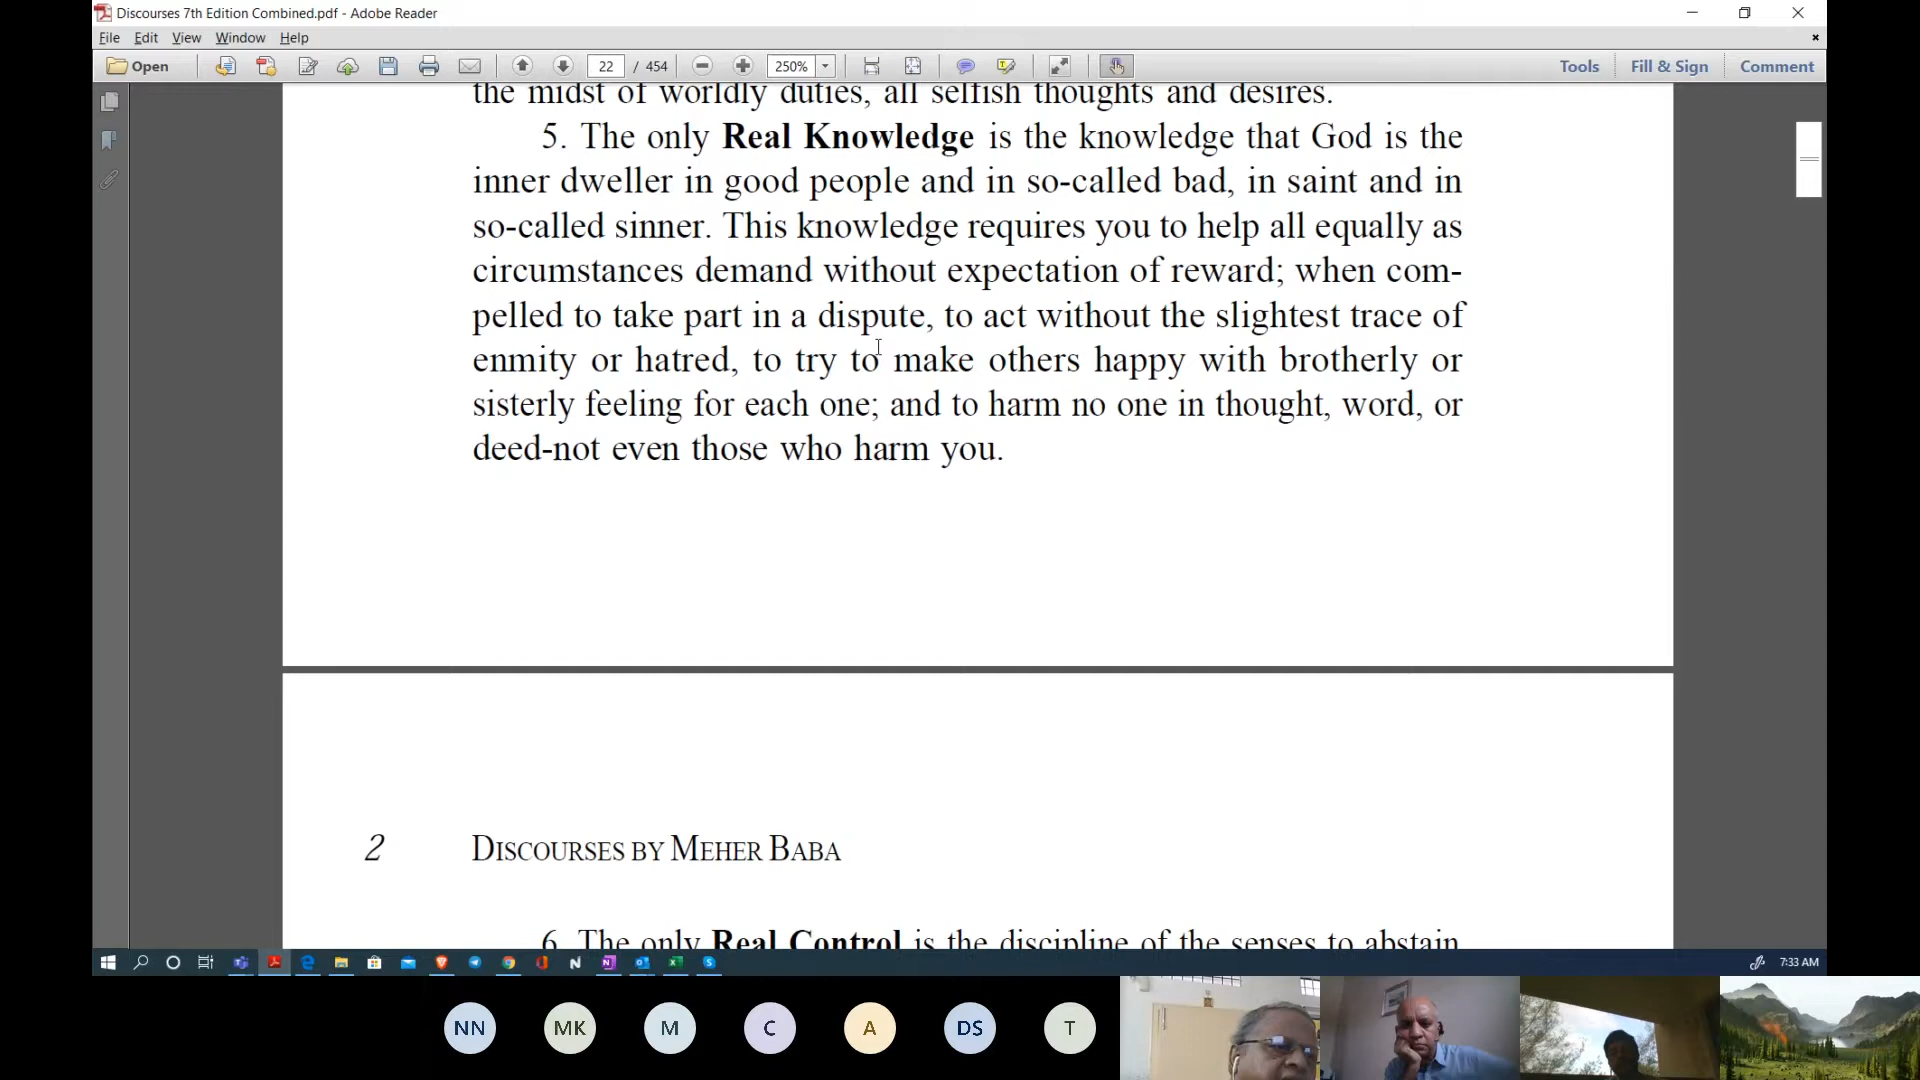 Discourses 7th Edition Combined.pdf - Adobe Reader
File Edit View Window Help
Open 22 / 454 250% Tools Fill & Sign Comment
the midst of worldly duties, all selfish thoughts and desires.
5. The only Real Knowledge is the knowledge that God is the
inner dweller in good people and in so-called bad, in saint and in
so-called sinner. This knowledge requires you to help all equally as
circumstances demand without expectation of reward; when com-
pelled to take part in a dispute, to act without the slightest trace of
enmity or hatred, to try to make others happy with brotherly or
sisterly feeling for each one; and to harm no one in thought, word, or
deed-not even those who harm you.
2 DISCOURSES BY MEHER BABA
6. The only Real Control is the discipline of the senses to abstain
7:33 AM
NN MK M C A DS T